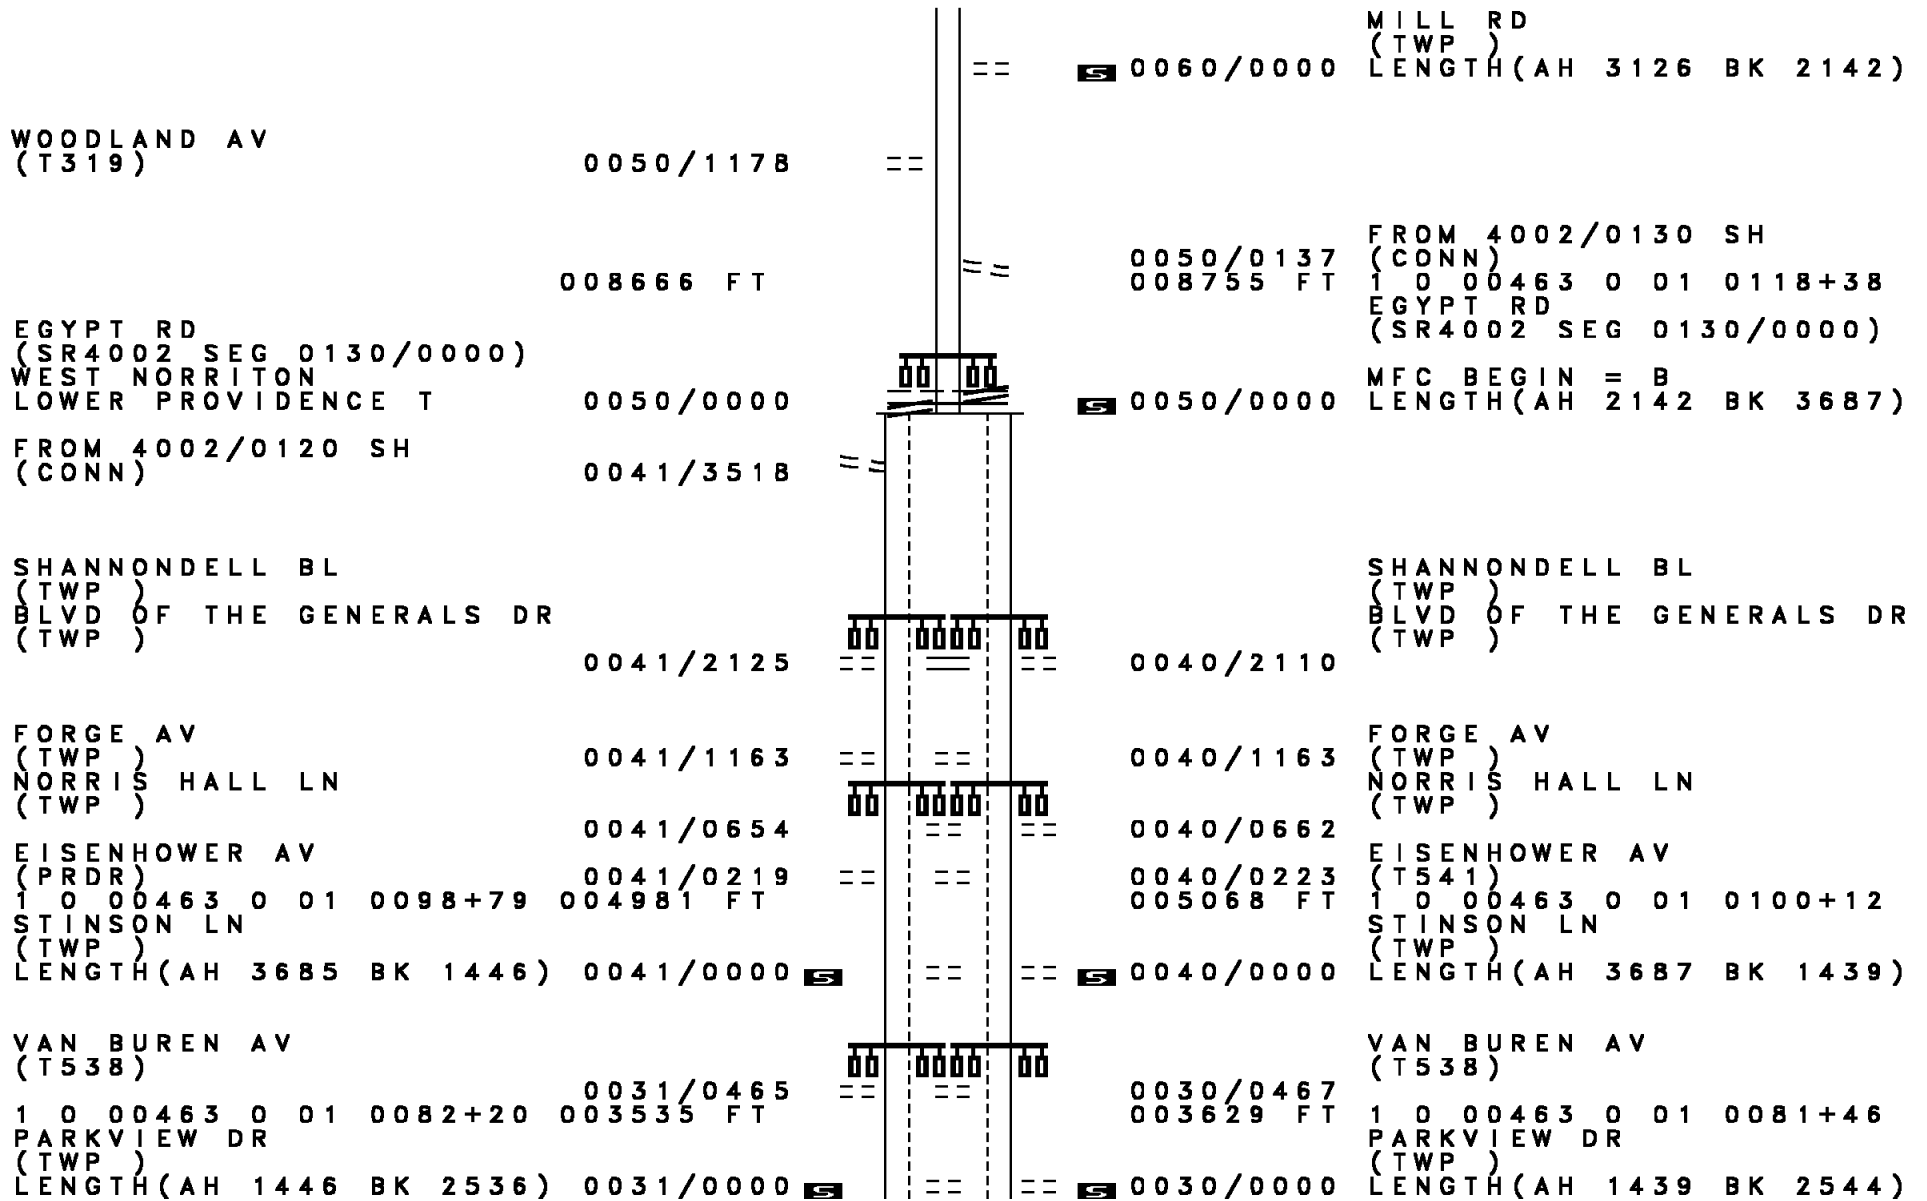 MILL RD
(TWP )
S 0060/0000 LENGTH(AH 3126 BK 2142)
WOODLAND AV
(T319) 0050/1178
FROM 4002/0130 SH
0050/0137 (CONN)
008666 FT 008755 FT 1 0 00463 0 01 0118+38
EGYPT RD
EGYPT RD
(SR4002 SEG 0130/0000)
(SR4002 SEG 0130/0000)
WEST NORRITON
MFC BEGIN = B
LOWER PROVIDENCE T 0050/0000 S 0050/0000 LENGTH(AH 2142 BK 3687)
FROM 4002/0120 SH
(CONN) 0041/3518
SHANNONDELL BL SHANNONDELL BL
(TWP ) (TWP )
BLVD OF THE GENERALS DR BLVD OF THE GENERALS DR
(TWP ) (TWP )
0041/2125 0040/2110
FORGE AV FORGE AV
(TWP ) 0041/1163 0040/1163 (TWP )
NORRIS HALL LN NORRIS HALL LN
(TWP ) (TWP )
0041/0654 0040/0662
EISENHOWER AV EISENHOWER AV
(PRDR) 0041/0219 0040/0223 (T541)
1 0 00463 0 01 0098+79 004981 FT 005068 FT 1 0 00463 0 01 0100+12
STINSON LN STINSON LN
(TWP ) (TWP )
LENGTH(AH 3685 BK 1446) 0041/0000 S S 0040/0000 LENGTH(AH 3687 BK 1439)
VAN BUREN AV VAN BUREN AV
(T538) (T538)
0031/0465 0030/0467
1 0 00463 0 01 0082+20 003535 FT 003629 FT 1 0 00463 0 01 0081+46
PARKVIEW DR PARKVIEW DR
(TWP ) (TWP )
LENGTH(AH 1446 BK 2536) 0031/0000 S S 0030/0000 LENGTH(AH 1439 BK 2544)